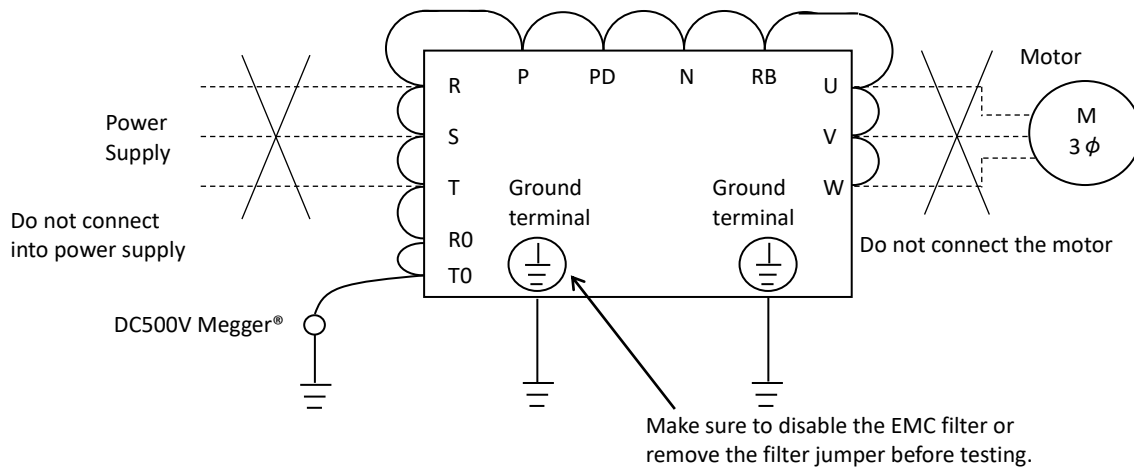 Motor
P PD N RB
R U
M
3ϕ
Power
Supply
S V
T W
Ground
terminal
Ground
terminal
Do not connect
into power supply
Do not connect the motor
R0
T0
DC500V Megger®
Make sure to disable the EMC filter or
remove the filter jumper before testing.